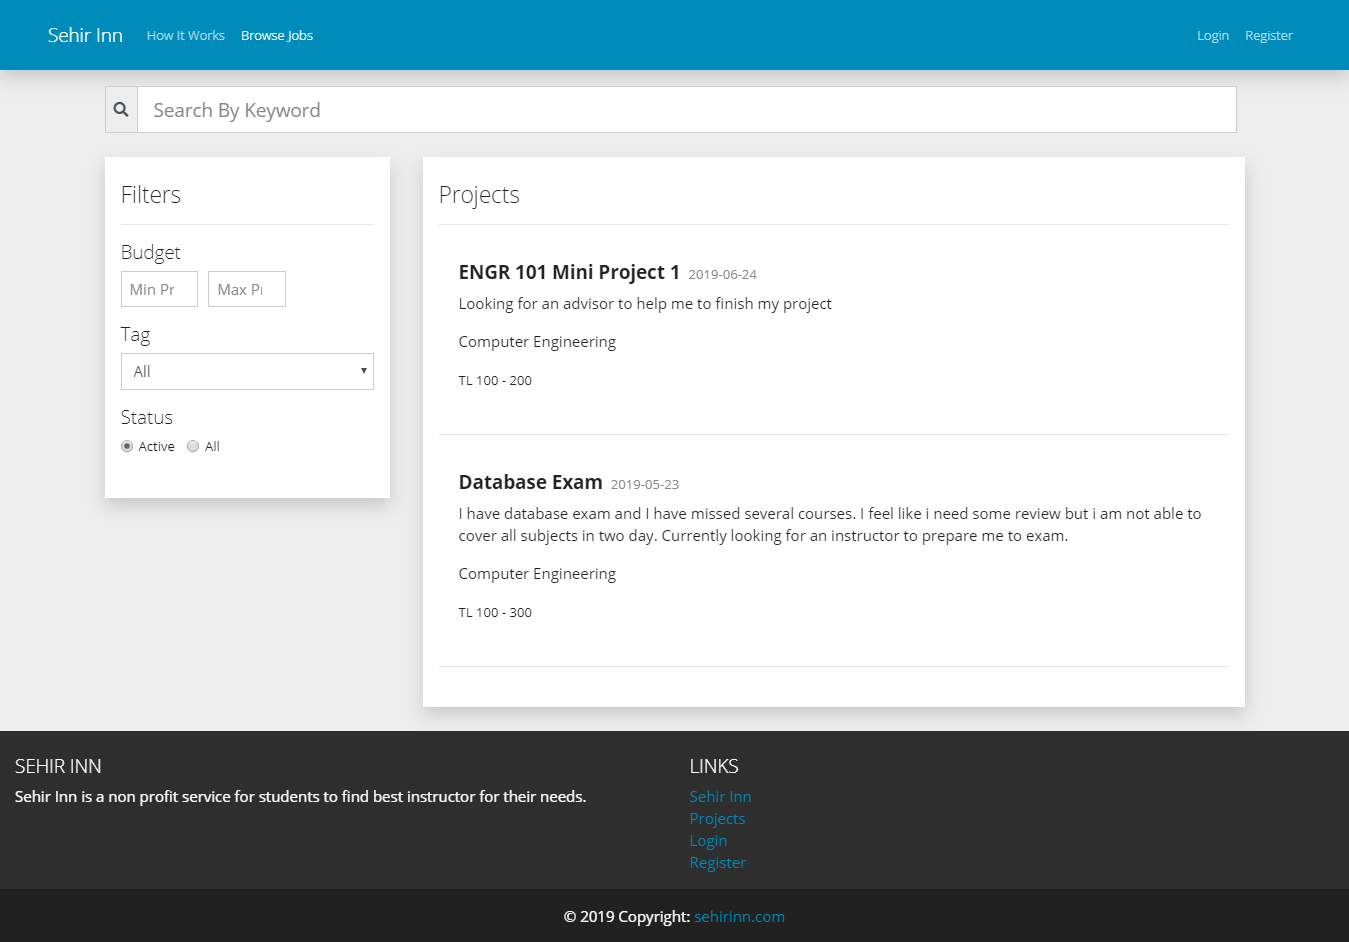 Sehir Inn How It Works Browse Jobs Login Register
Search By Keyword
Filters
Budget
Min Pr Max P
Tag
All
Status
Active All
Projects
ENGR 101 Mini Project 1 2019-06-24
Looking for an advisor to help me to finish my project
Computer Engineering
TL 100 - 200
Database Exam 2019-05-23
I have database exam and I have missed several courses. I feel like i need some review but i am not able to
cover all subjects in two day. Currently looking for an instructor to prepare me to exam.
Computer Engineering
TL 100 - 300
SEHIR INN
Sehir Inn is a non profit service for students to find best instructor for their needs.
LINKS
Sehir Inn
Projects
Login
Register
© 2019 Copyright: sehirinn.com